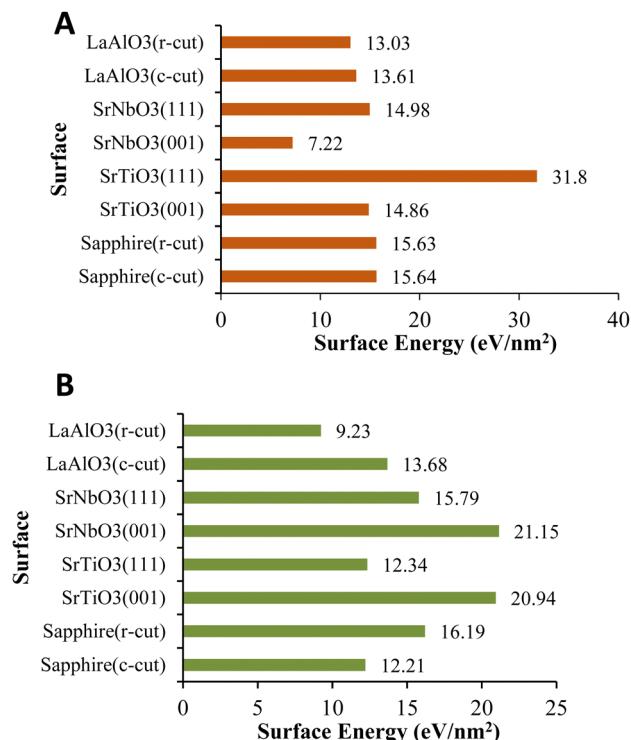 A
LaAlO3(r-cut) 13.03
LaAlO3(c-cut) 13.61
SrNbO3(111) 14.98
SrNbO3(001) 7.22
SrTiO3(111) 31.8
SrTiO3(001) 14.86
Sapphire(r-cut) 15.63
Sapphire(c-cut) 15.64
Surface
0 10 20 30 40
Surface Energy (eV/nm²)
B
LaAlO3(r-cut) 9.23
LaAlO3(c-cut) 13.68
SrNbO3(111) 15.79
SrNbO3(001) 21.15
SrTiO3(111) 12.34
SrTiO3(001) 20.94
Sapphire(r-cut) 16.19
Sapphire(c-cut) 12.21
Surface
0 5 10 15 20 25
Surface Energy (eV/nm²)